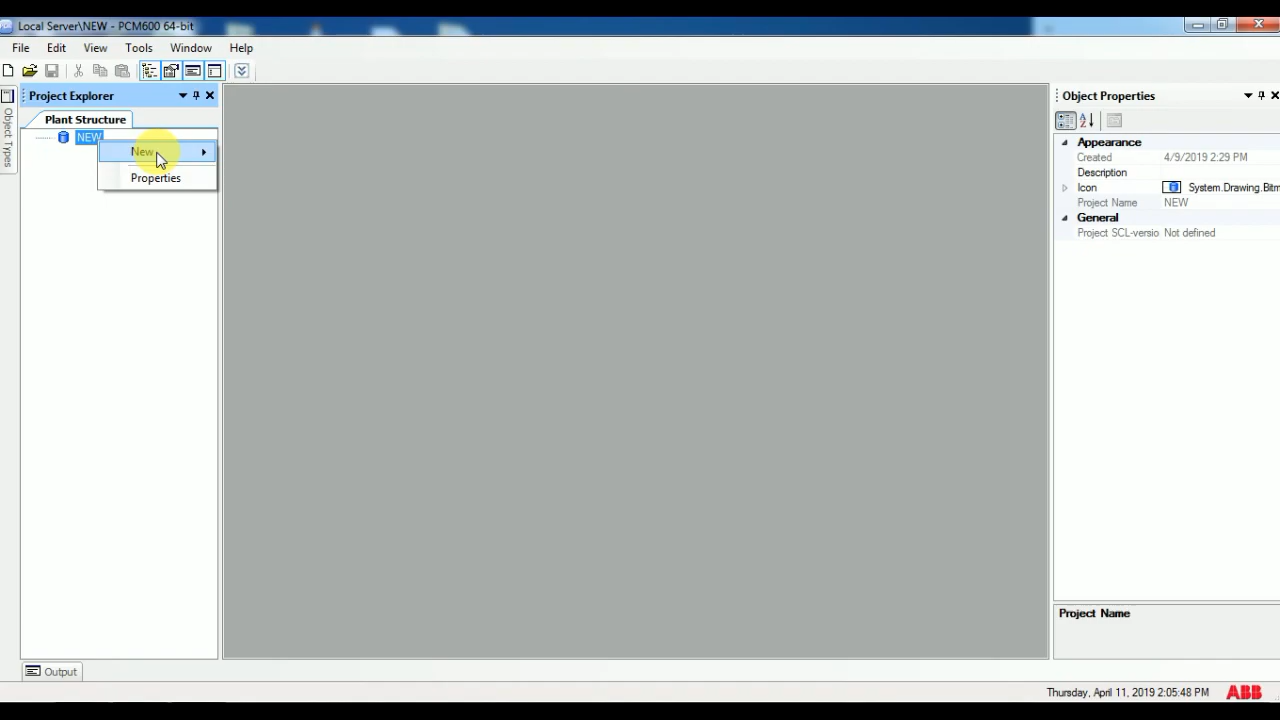 Local Server\NEW - PCM600 64-bit
File Edit View Tools Window Help
Project Explorer
Plant Structure
NEW
New
Properties
Object Types
Object Properties
Appearance
Created 4/9/2019 2:29 PM
Description
Icon System.Drawing.Bitm
Project Name NEW
General
Project SCL-versio Not defined
Project Name
Output
Thursday, April 11, 2019 2:05:48 PM ABB